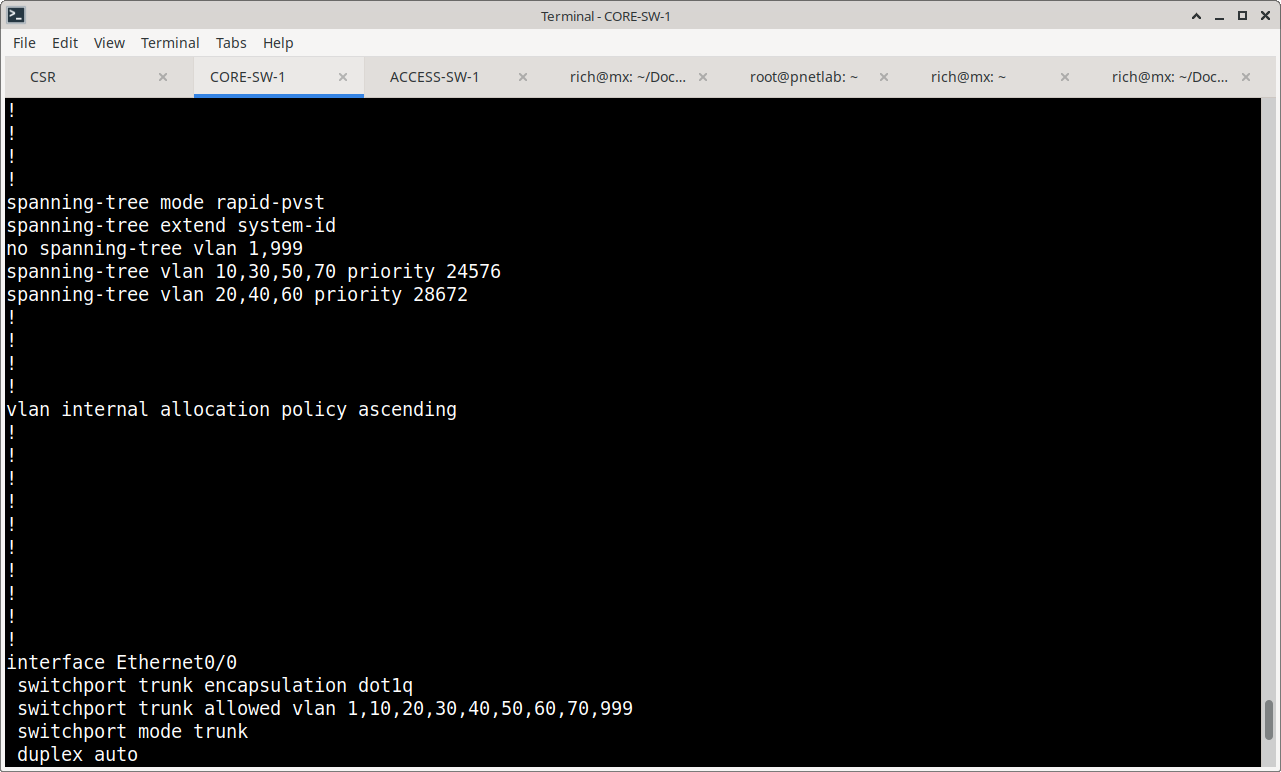 Terminal - CORE-SW-1
File Edit View Terminal Tabs Help
CSR CORE-SW-1 ACCESS-SW-1 rich@mx: ~/Doc... root@pnetlab: ~ rich@mx: ~ rich@mx: ~/Doc...
!
!
!
!
spanning-tree mode rapid-pvst
spanning-tree extend system-id
no spanning-tree vlan 1,999
spanning-tree vlan 10,30,50,70 priority 24576
spanning-tree vlan 20,40,60 priority 28672
!
!
!
!
vlan internal allocation policy ascending
!
!
!
!
!
!
!
!
!
!
interface Ethernet0/0
 switchport trunk encapsulation dot1q
 switchport trunk allowed vlan 1,10,20,30,40,50,60,70,999
 switchport mode trunk
 duplex auto